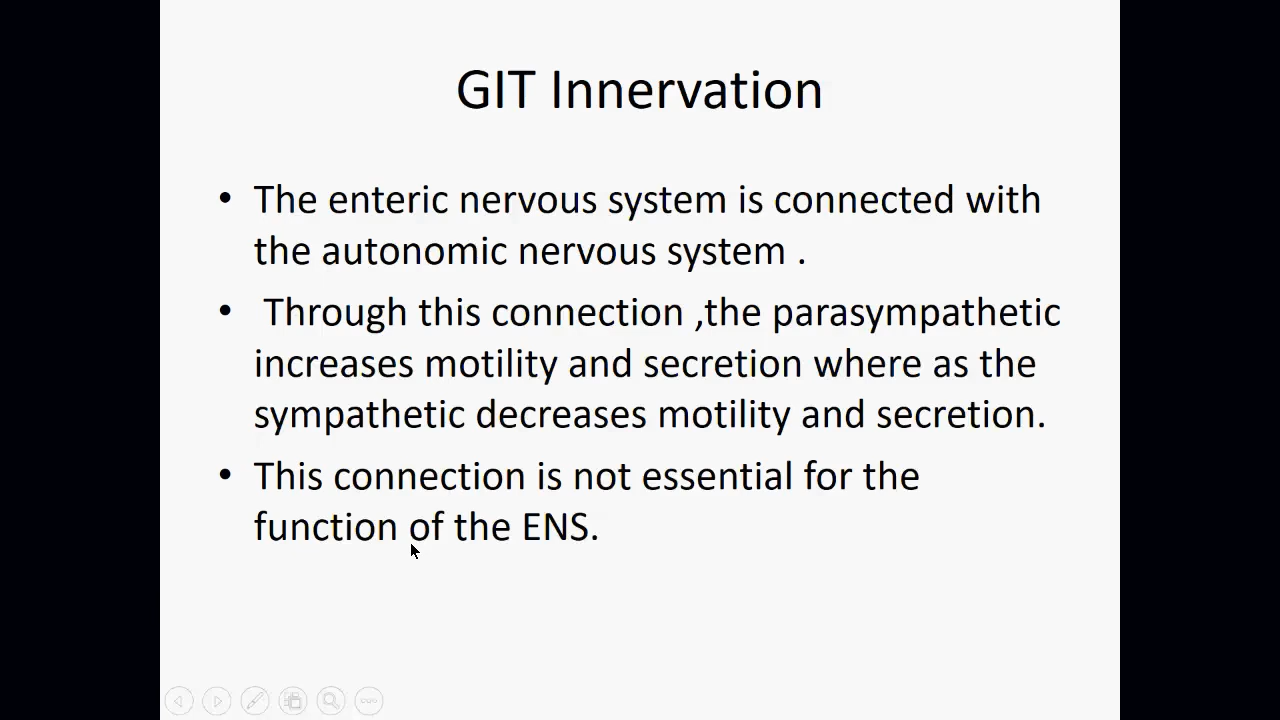 GIT Innervation
• The enteric nervous system is connected with
the autonomic nervous system .
• Through this connection ,the parasympathetic
increases motility and secretion where as the
sympathetic decreases motility and secretion.
• This connection is not essential for the
function of the ENS.